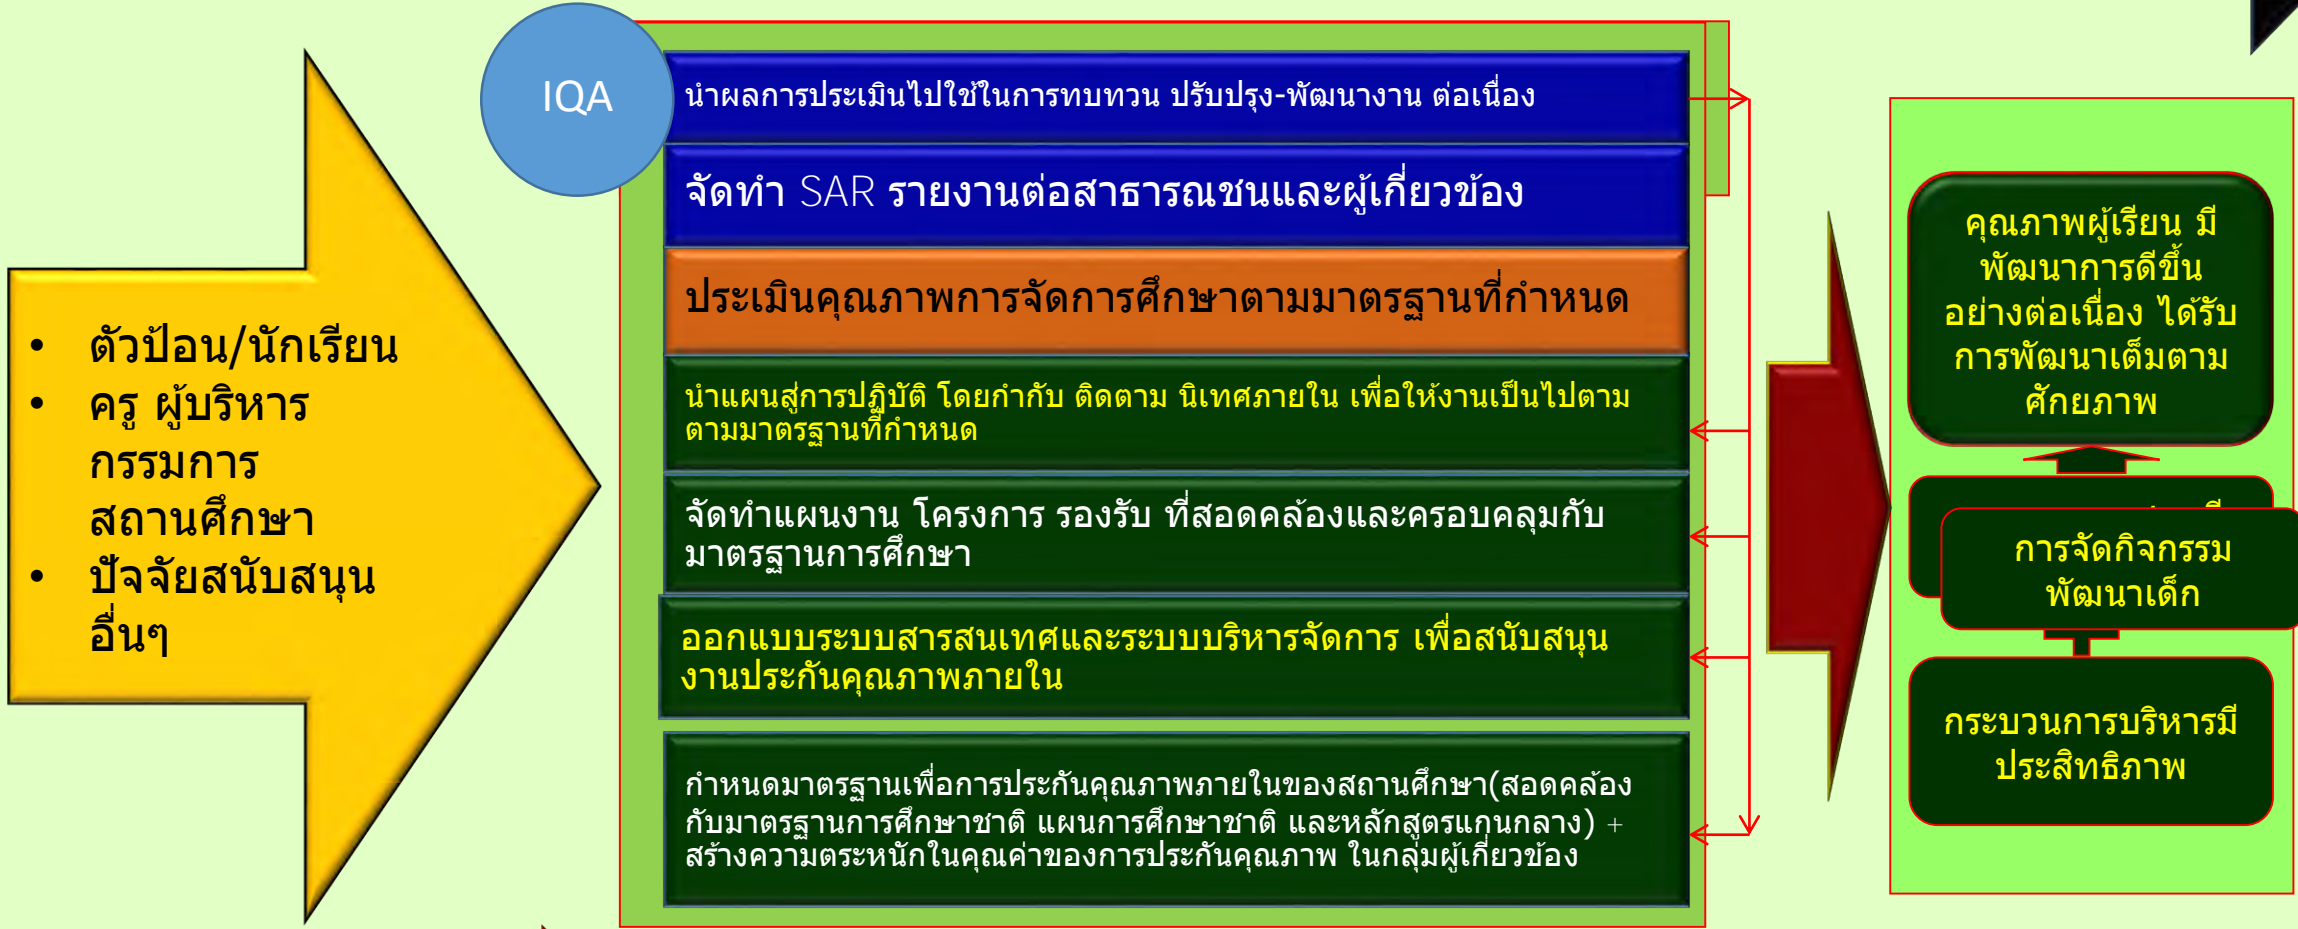 IQA
นำผลการประเมินไปใช้ในการทบทวน ปรับปรุง-พัฒนางาน ต่อเนื่อง
จัดทำ SAR รายงานต่อสาธารณชนและผู้เกี่ยวข้อง
ประเมินคุณภาพการจัดการศึกษาตามมาตรฐานที่กำหนด
นำแผนสู่การปฏิบัติ โดยกำกับ ติดตาม นิเทศภายใน เพื่อให้งานเป็นไปตาม
ตามมาตรฐานที่กำหนด
จัดทำแผนงาน โครงการ รองรับ ที่สอดคล้องและครอบคลุมกับ
มาตรฐานการศึกษา
ออกแบบระบบสารสนเทศและระบบบริหารจัดการ เพื่อสนับสนุน
งานประกันคุณภาพภายใน
กำหนดมาตรฐานเพื่อการประกันคุณภาพภายในของสถานศึกษา(สอดคล้อง
กับมาตรฐานการศึกษาชาติ แผนการศึกษาชาติ และหลักสูตรแกนกลาง) +
สร้างความตระหนักในคุณค่าของการประกันคุณภาพ ในกลุ่มผู้เกี่ยวข้อง
• ตัวป้อน/นักเรียน
• ครู ผู้บริหาร
กรรมการ
สถานศึกษา
• ปัจจัยสนับสนุน
อื่นๆ
คุณภาพผู้เรียน มี
พัฒนาการดีขึ้น
อย่างต่อเนื่อง ได้รับ
การพัฒนาเต็มตาม
ศักยภาพ
การจัดกิจกรรม
พัฒนาเด็ก
กระบวนการบริหารมี
ประสิทธิภาพ